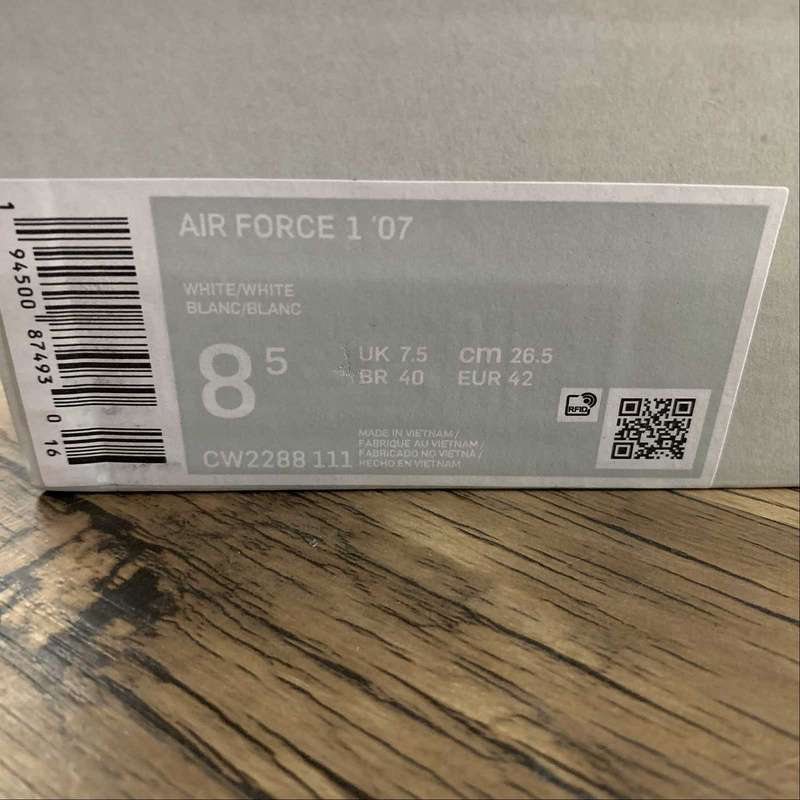 AIR FORCE 1 '07
WHITE/WHITE
BLANC/BLANC
8 5
UK 7.5 cm 26.5
BR 40 EUR 42
RFID
MADE IN VIETNAM /
FABRIQUE AU VIETNAM /
FABRICADO NO VIETNÃ /
HECHO EN VIETNAM
CW2288 111
1 94500 87493 0 16